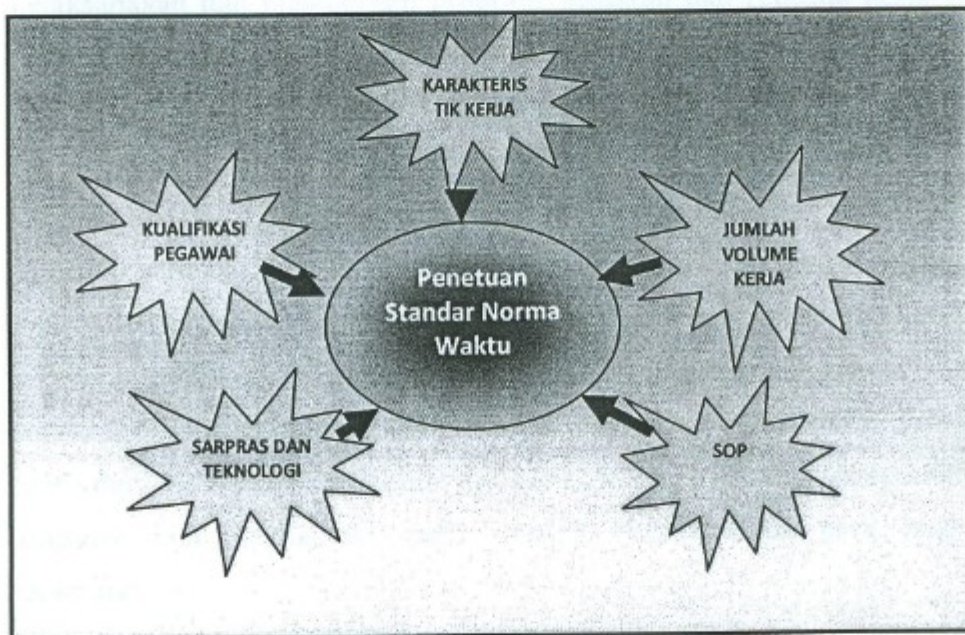 KARAKTERIS
TIK KERJA
KUALIFIKASI
PEGAWAI
JUMLAH
VOLUME
KERJA
Penetuan
Standar Norma
Waktu
SARPRAS DAN
TEKNOLOGI
SOP